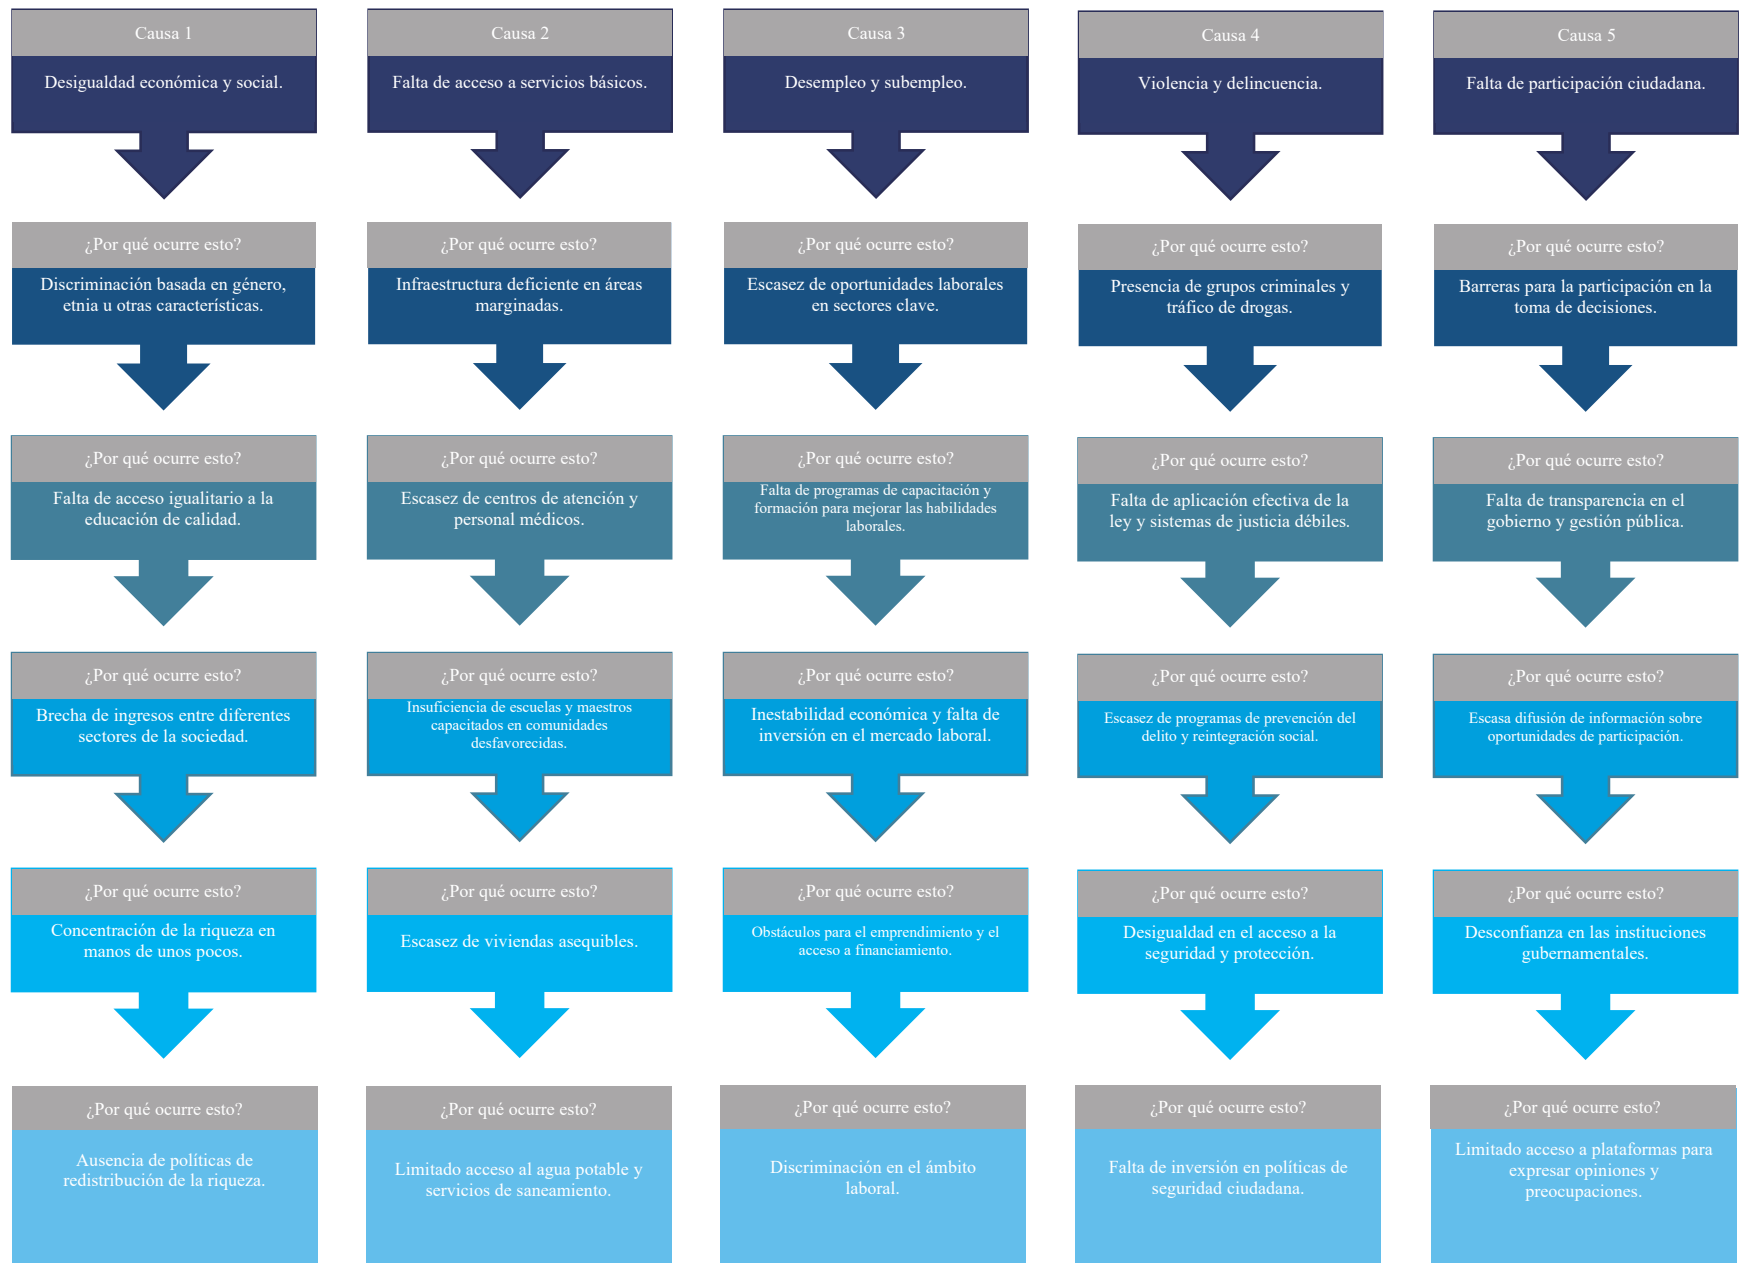 Causa 1
Desigualdad económica y social.
¿Por qué ocurre esto?
Discriminación basada en género,
etnia u otras características.
¿Por qué ocurre esto?
Falta de acceso igualitario a la
educación de calidad.
¿Por qué ocurre esto?
Brecha de ingresos entre diferentes
sectores de la sociedad.
¿Por qué ocurre esto?
Concentración de la riqueza en
manos de unos pocos.
¿Por qué ocurre esto?
Ausencia de políticas de
redistribución de la riqueza.
Causa 2
Falta de acceso a servicios básicos.
¿Por qué ocurre esto?
Infraestructura deficiente en áreas
marginadas.
¿Por qué ocurre esto?
Escasez de centros de atención y
personal médicos.
¿Por qué ocurre esto?
Insuficiencia de escuelas y maestros
capacitados en comunidades
desfavorecidas.
¿Por qué ocurre esto?
Escasez de viviendas asequibles.
¿Por qué ocurre esto?
Limitado acceso al agua potable y
servicios de saneamiento.
Causa 3
Desempleo y subempleo.
¿Por qué ocurre esto?
Escasez de oportunidades laborales
en sectores clave.
¿Por qué ocurre esto?
Falta de programas de capacitación y
formación para mejorar las habilidades
laborales.
¿Por qué ocurre esto?
Inestabilidad económica y falta de
inversión en el mercado laboral.
¿Por qué ocurre esto?
Obstáculos para el emprendimiento y el
acceso a financiamiento.
¿Por qué ocurre esto?
Discriminación en el ámbito
laboral.
Causa 4
Violencia y delincuencia.
¿Por qué ocurre esto?
Presencia de grupos criminales y
tráfico de drogas.
¿Por qué ocurre esto?
Falta de aplicación efectiva de la
ley y sistemas de justicia débiles.
¿Por qué ocurre esto?
Escasez de programas de prevención del
delito y reintegración social.
¿Por qué ocurre esto?
Desigualdad en el acceso a la
seguridad y protección.
¿Por qué ocurre esto?
Falta de inversión en políticas de
seguridad ciudadana.
Causa 5
Falta de participación ciudadana.
¿Por qué ocurre esto?
Barreras para la participación en la
toma de decisiones.
¿Por qué ocurre esto?
Falta de transparencia en el
gobierno y gestión pública.
¿Por qué ocurre esto?
Escasa difusión de información sobre
oportunidades de participación.
¿Por qué ocurre esto?
Desconfianza en las instituciones
gubernamentales.
¿Por qué ocurre esto?
Limitado acceso a plataformas para
expresar opiniones y
preocupaciones.